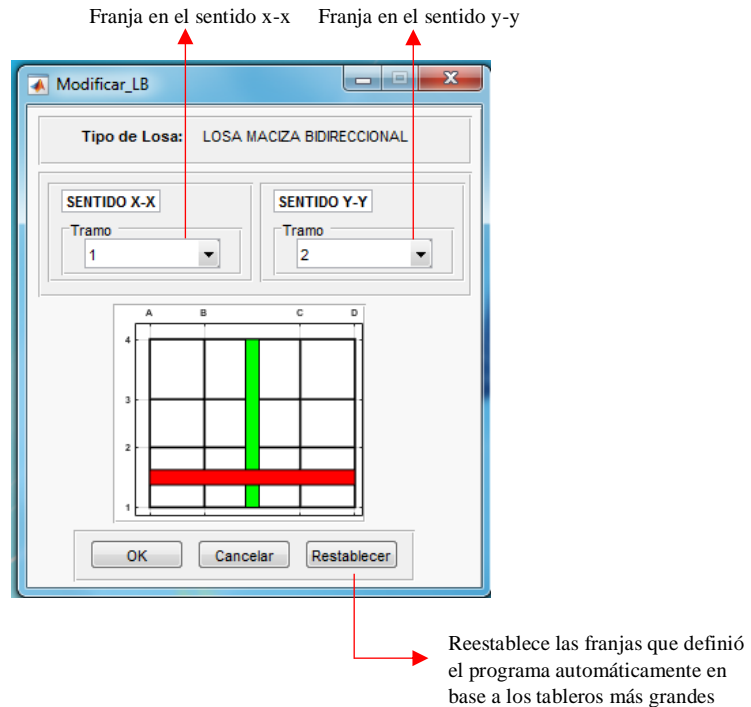 Franja en el sentido x-x Franja en el sentido y-y
Modificar_LB
Tipo de Losa: LOSA MACIZA BIDIRECCIONAL
SENTIDO X-X SENTIDO Y-Y
Tramo Tramo
1 2
A B C D
4
3
2
1
OK Cancelar Restablecer
Reestablece las franjas que definió
el programa automáticamente en
base a los tableros más grandes